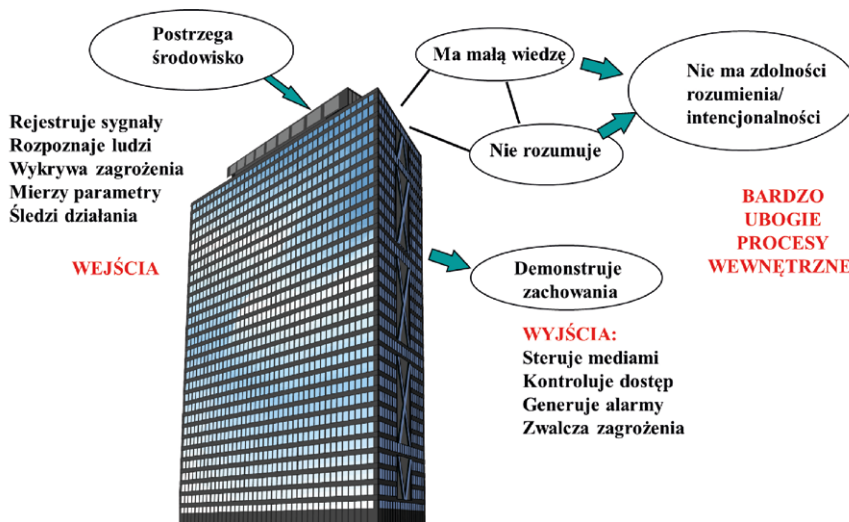 Postrzega
środowisko
Ma małą wiedzę
Nie ma zdolności
rozumienia/
intencjonalności
Nie rozumuje
Rejestruje sygnały
Rozpoznaje ludzi
Wykrywa zagrożenia
Mierzy parametry
Śledzi działania
WEJŚCIA
BARDZO
UBOGIE
PROCESY
WEWNĘTRZNE
Demonstruje
zachowania
WYJŚCIA:
Steruje mediami
Kontroluje dostęp
Generuje alarmy
Zwalcza zagrożenia